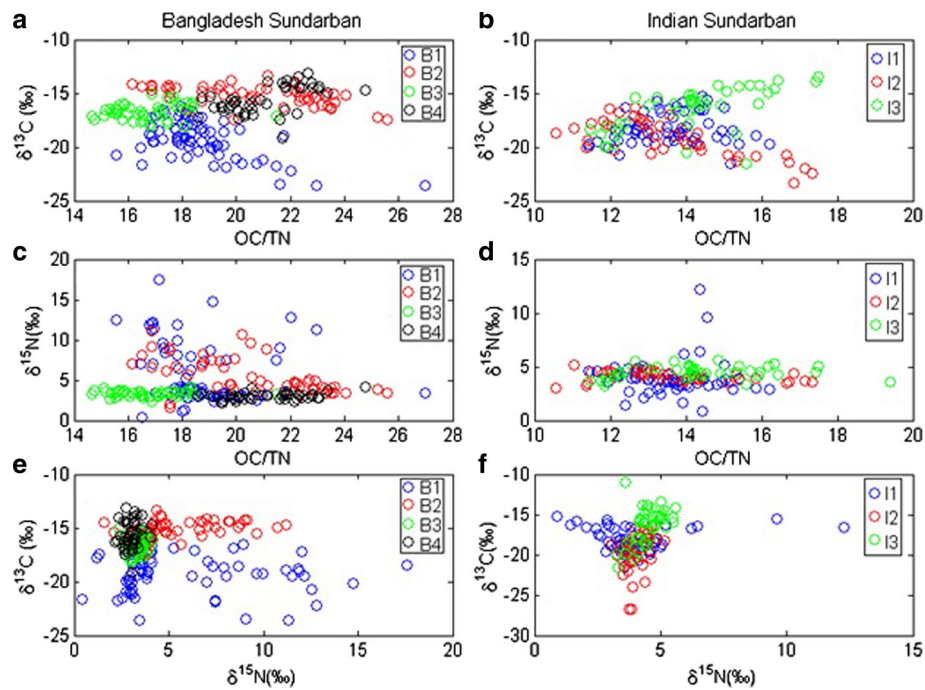 a Bangladesh Sundarban
b Indian Sundarban
-10
-15
-20
-25
δ13C (‰)
14 16 18 20 22 24 26 28
OC/TN
B1
B2
B3
B4
-10
-15
-20
-25
δ13C (‰)
10 12 14 16 18 20
OC/TN
I1
I2
I3
c
20
15
10
5
0
δ15N(‰)
14 16 18 20 22 24 26 28
OC/TN
B1
B2
B3
B4
d
15
10
5
0
δ15N(‰)
10 12 14 16 18 20
OC/TN
I1
I2
I3
e
-10
-15
-20
-25
δ13C (‰)
0 5 10 15 20
δ15N(‰)
B1
B2
B3
B4
f
-10
-15
-20
-25
-30
δ13C(‰)
0 5 10 15
δ15N(‰)
I1
I2
I3